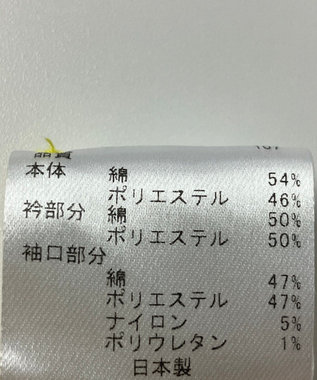 品質
本体 綿 54%
ポリエステル 46%
衿部分 綿 50%
ポリエステル 50%
袖口部分
綿 47%
ポリエステル 47%
ナイロン 5%
ポリウレタン 1%
日本製